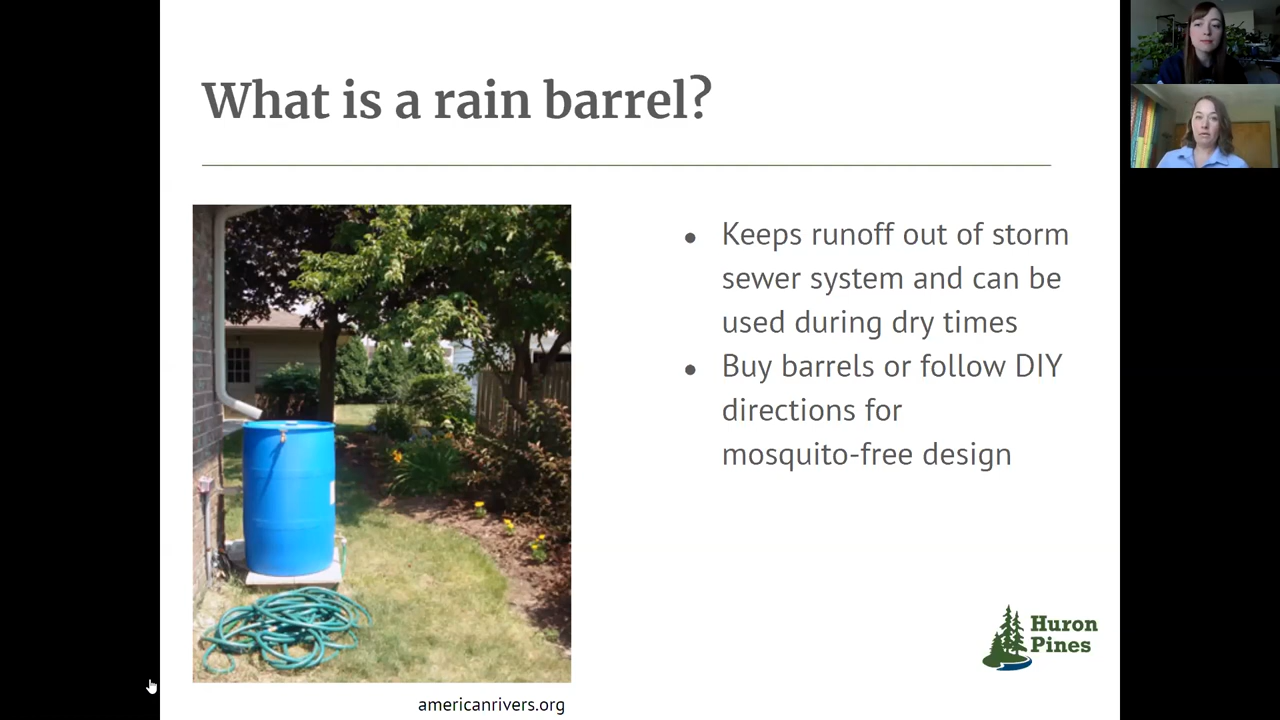 What is a rain barrel?
● Keeps runoff out of storm
sewer system and can be
used during dry times
● Buy barrels or follow DIY
directions for
mosquito-free design
Huron
Pines
americanrivers.org